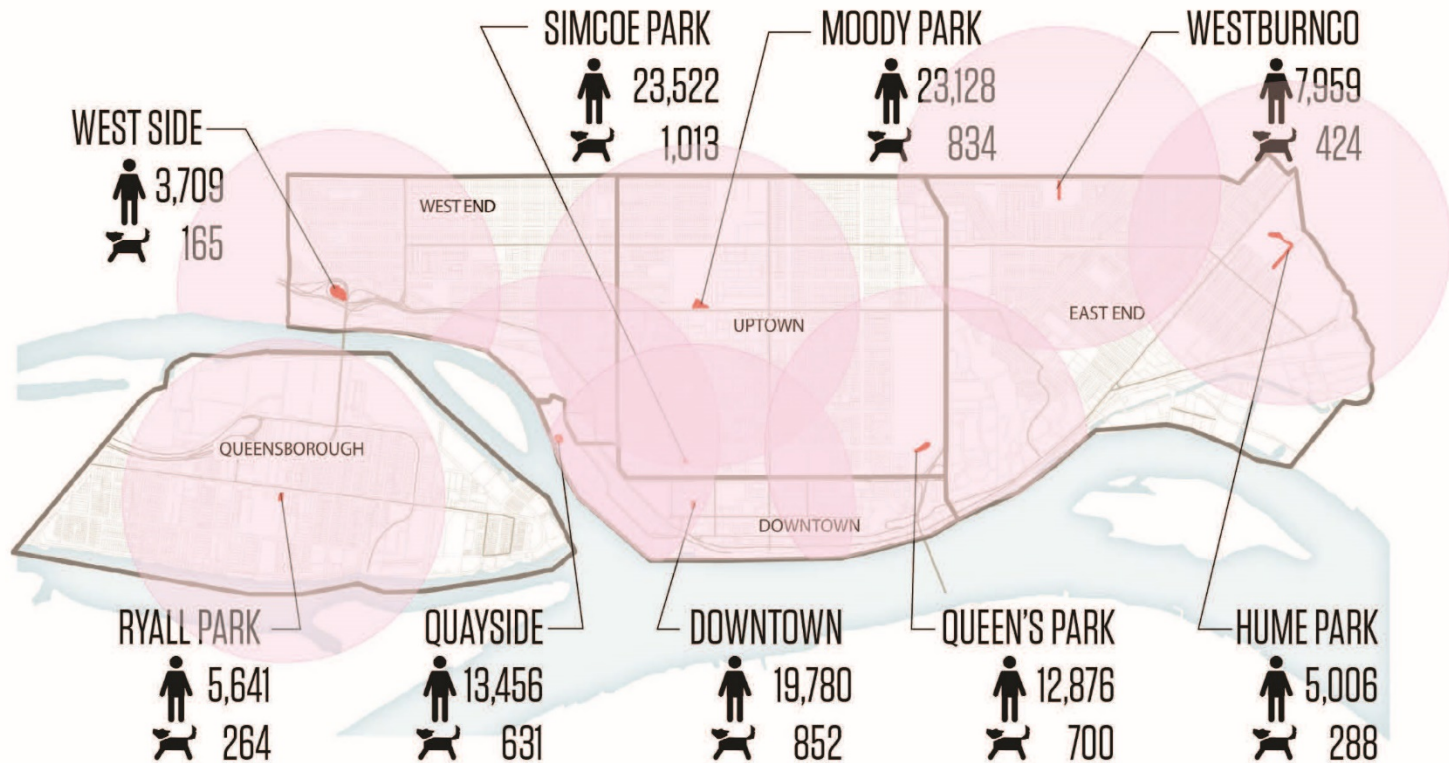 SIMCOE PARK
23,522
1,013
MOODY PARK
23,128
834
WESTBURNCO
7,959
424
WEST SIDE
3,709
165
WEST END
UPTOWN
EAST END
QUEENSBOROUGH
DOWNTOWN
RYALL PARK
5,641
264
QUAYSIDE
13,456
631
DOWNTOWN
19,780
852
QUEEN'S PARK
12,876
700
HUME PARK
5,006
288